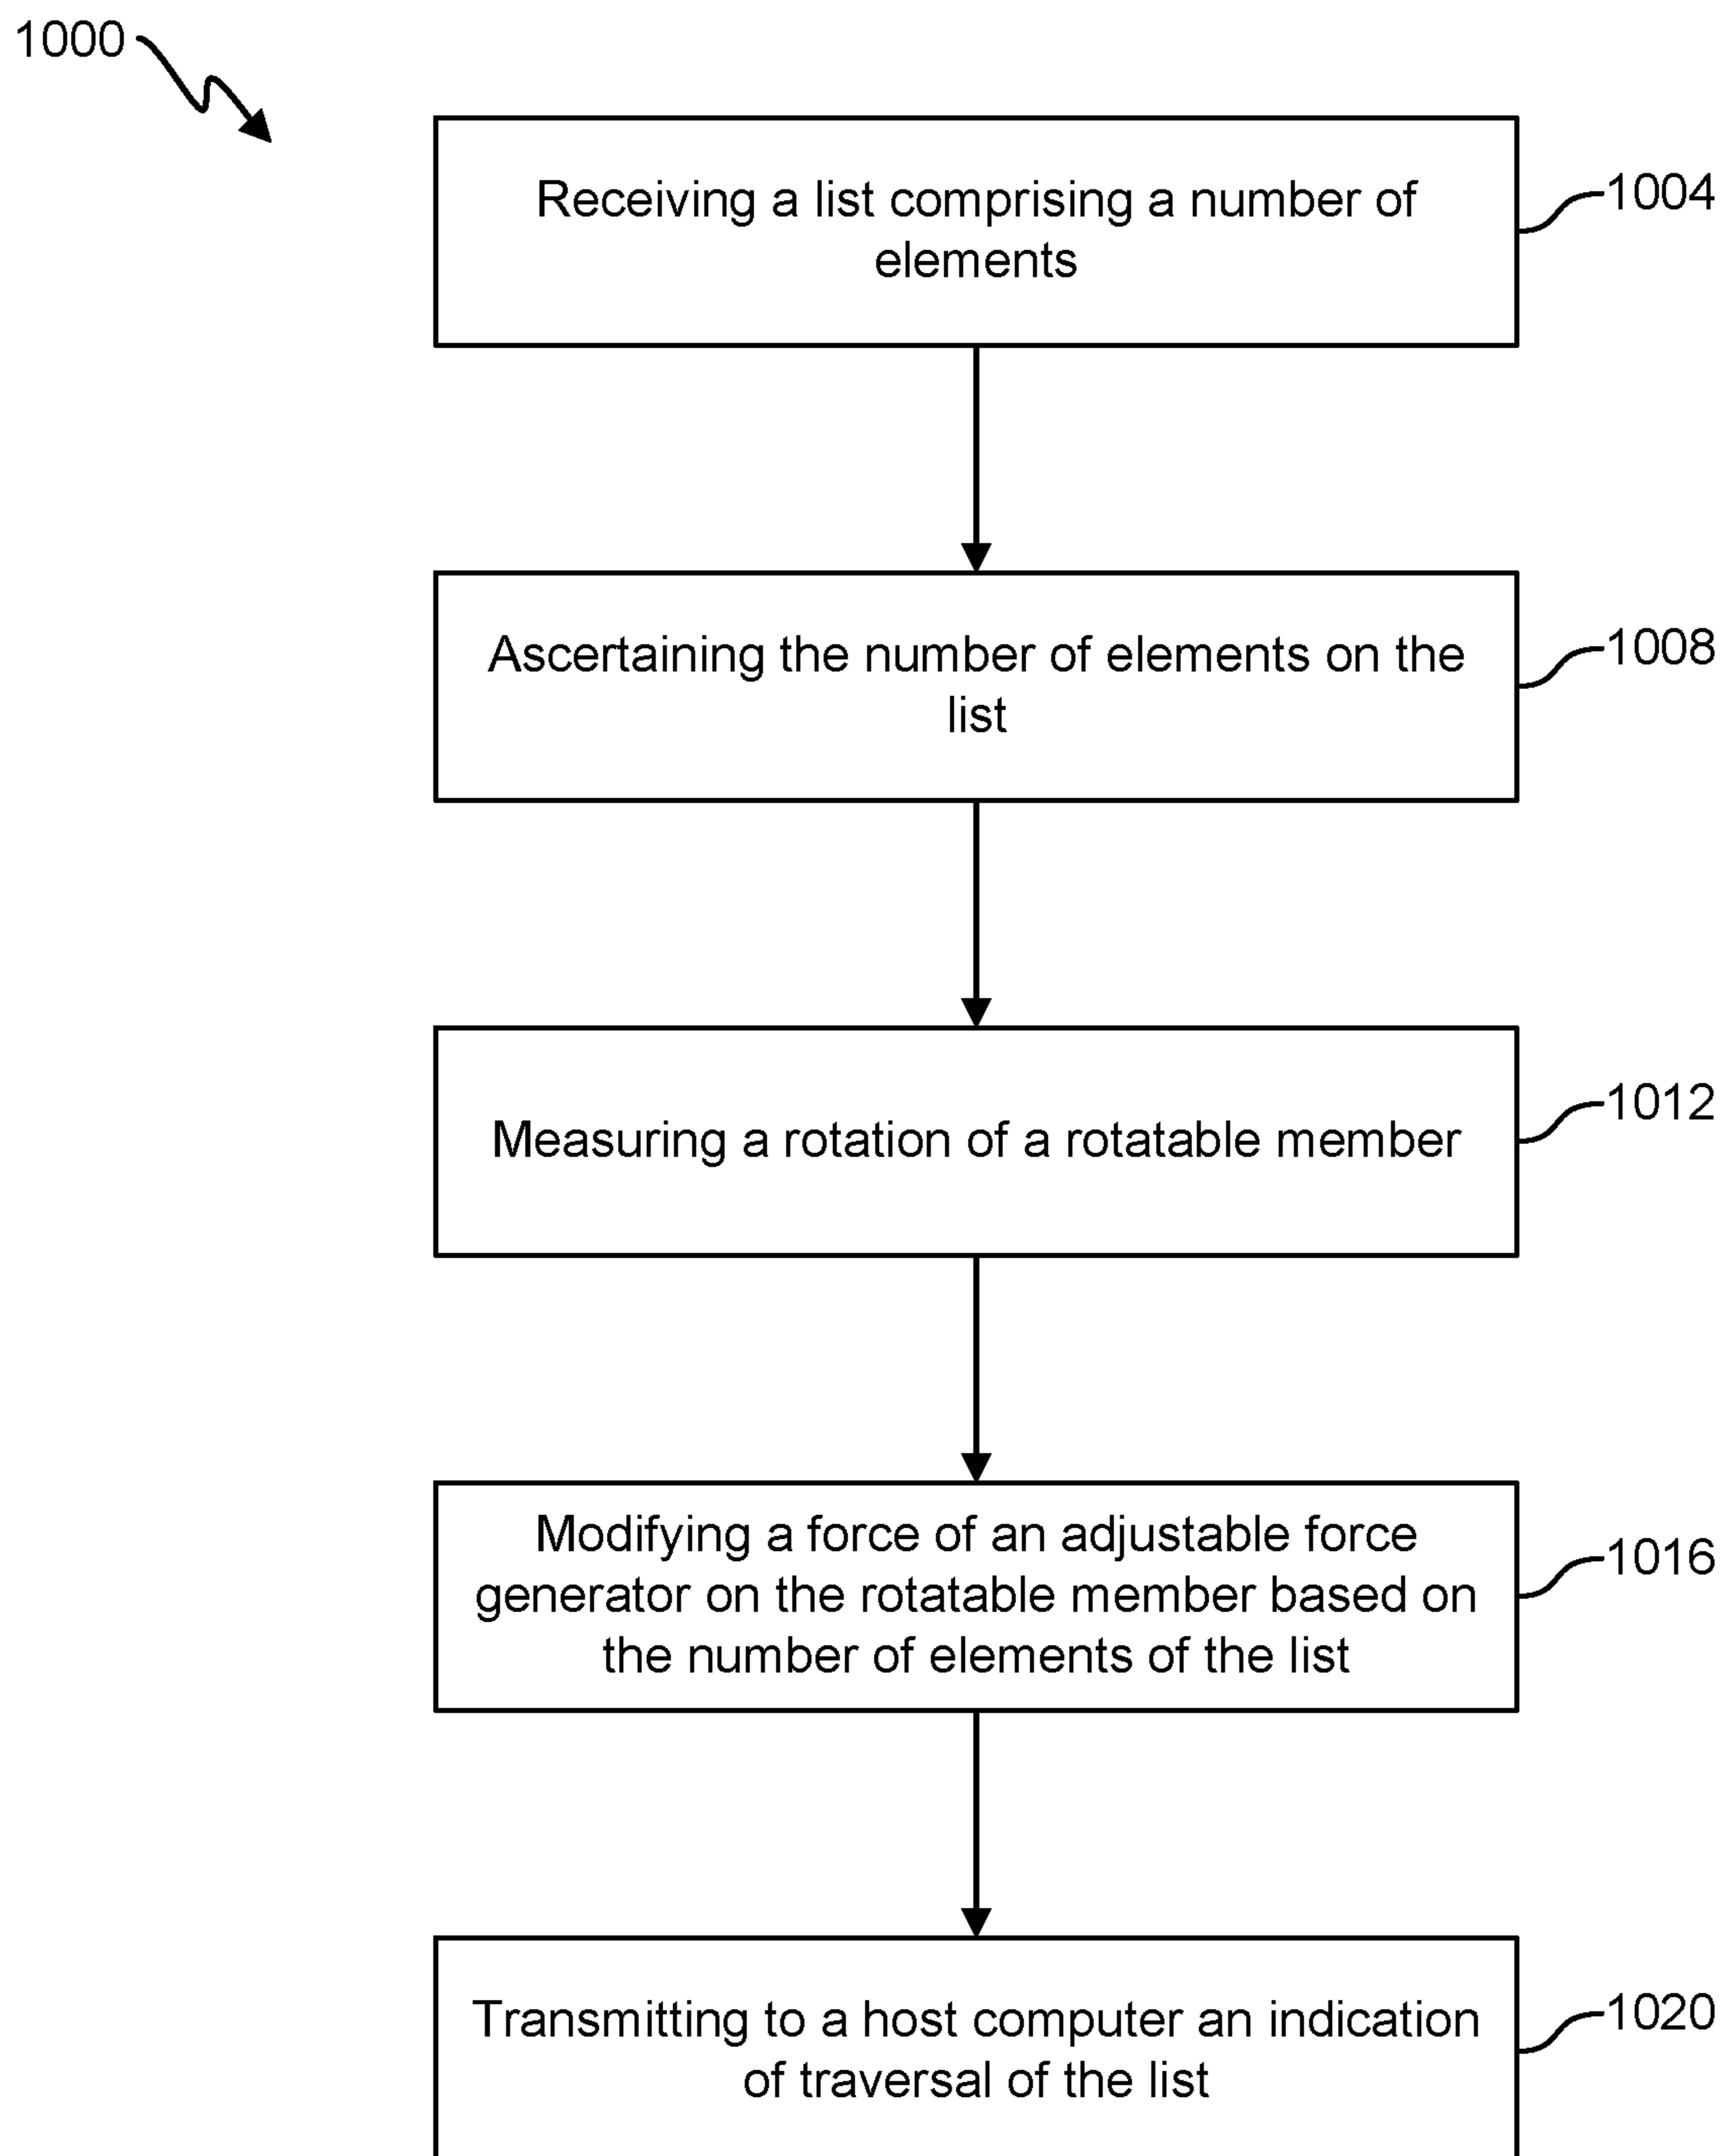 1000
Receiving a list comprising a number of
elements
1004
Ascertaining the number of elements on the
list
1008
Measuring a rotation of a rotatable member
1012
Modifying a force of an adjustable force
generator on the rotatable member based on
the number of elements of the list
1016
Transmitting to a host computer an indication
of traversal of the list
1020